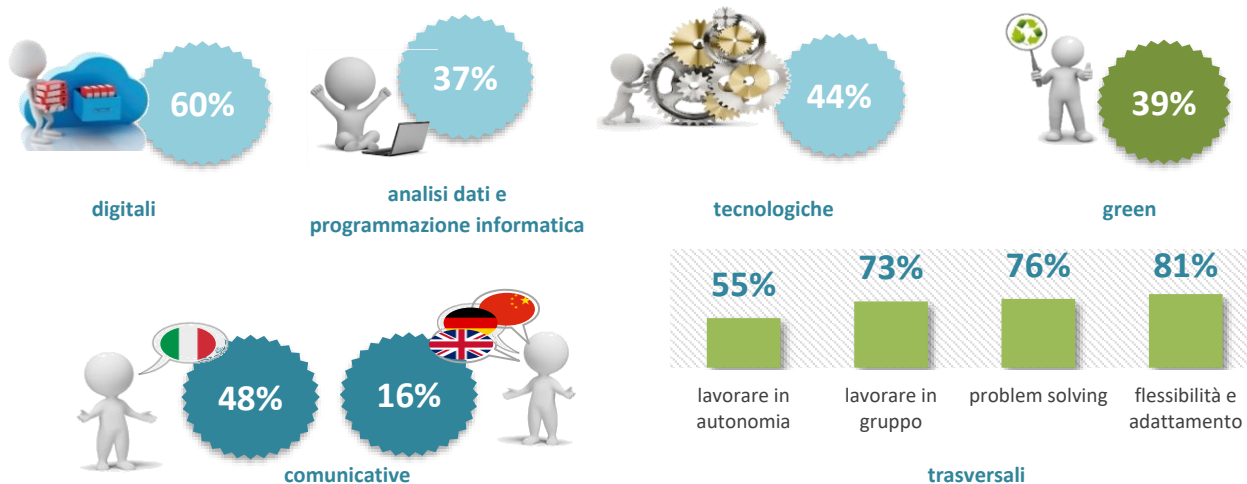 60%
37%
44%
39%
digitali
analisi dati e
programmazione informatica
tecnologiche
green
48%
16%
comunicative
55%
73%
76%
81%
lavorare in
autonomia
lavorare in
gruppo
problem solving
flessibilità e
adattamento
trasversali